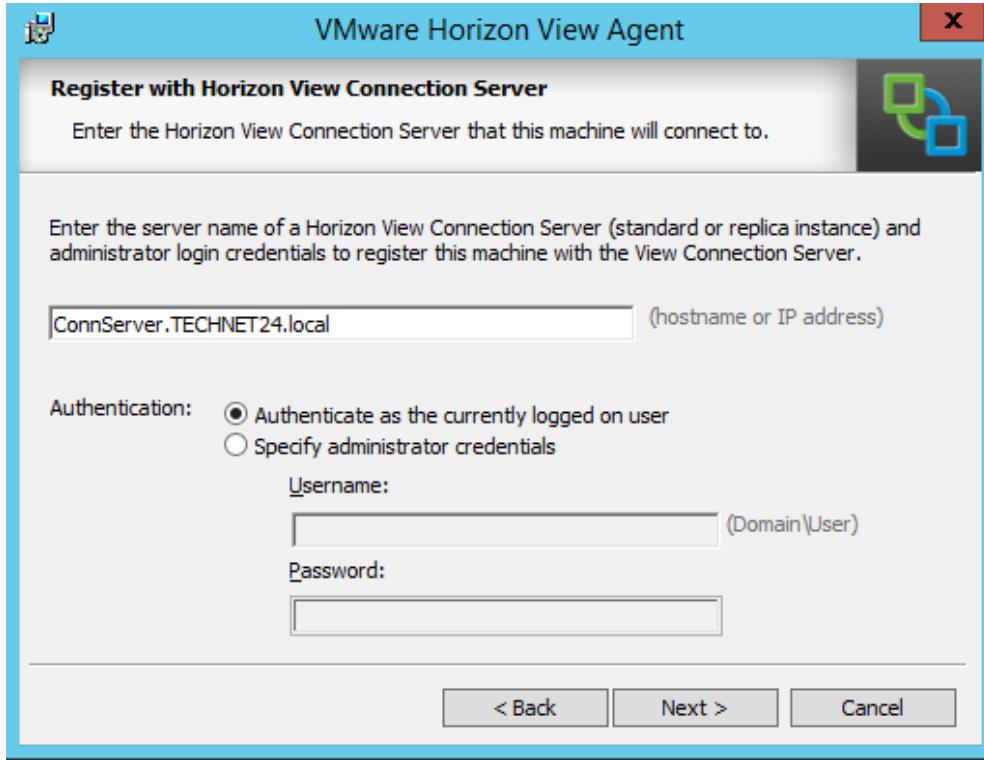 VMware Horizon View Agent
x
Register with Horizon View Connection Server
Enter the Horizon View Connection Server that this machine will connect to.
Enter the server name of a Horizon View Connection Server (standard or replica instance) and
administrator login credentials to register this machine with the View Connection Server.
ConnServer.TECHNET24.local (hostname or IP address)
Authentication: Authenticate as the currently logged on user
Specify administrator credentials
Username:
(Domain\User)
Password:
< Back Next > Cancel